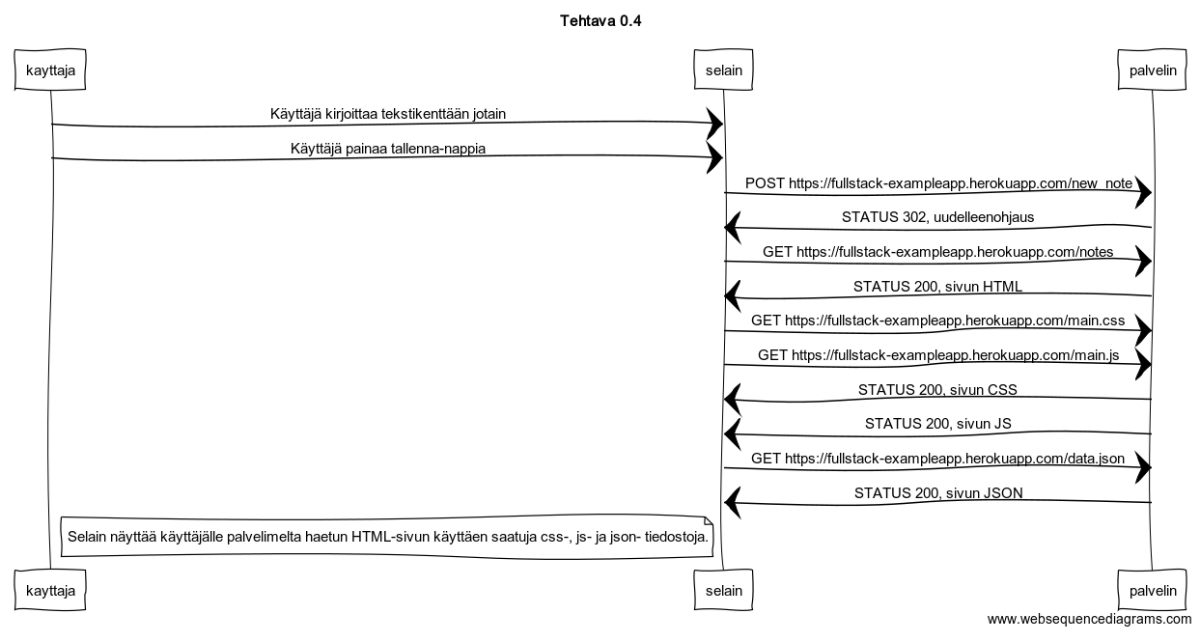 Tehtava 0.4
kayttaja
selain
palvelin
Käyttäjä kirjoittaa tekstikenttään jotain
Käyttäjä painaa tallenna-nappia
POST https://fullstack-exampleapp.herokuapp.com/new_note
STATUS 302, uudelleenohjaus
GET https://fullstack-exampleapp.herokuapp.com/notes
STATUS 200, sivun HTML
GET https://fullstack-exampleapp.herokuapp.com/main.css
GET https://fullstack-exampleapp.herokuapp.com/main.js
STATUS 200, sivun CSS
STATUS 200, sivun JS
GET https://fullstack-exampleapp.herokuapp.com/data.json
STATUS 200, sivun JSON
Selain näyttää käyttäjälle palvelimelta haetun HTML-sivun käyttäen saatuja css-, js- ja json- tiedostoja.
kayttaja
selain
palvelin
www.websequencediagrams.com